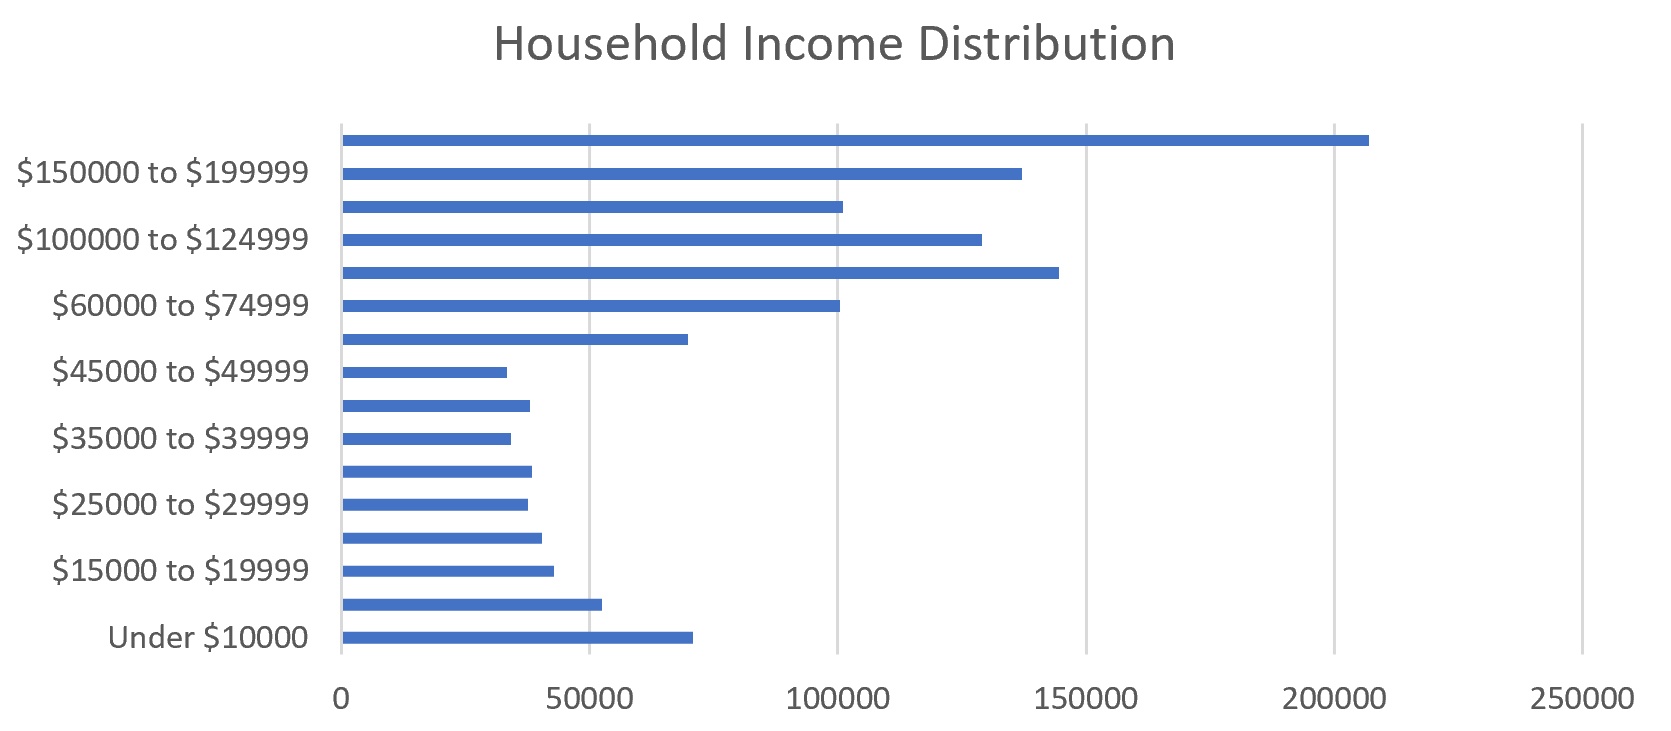 Household Income Distribution
$150000 to $199999
$100000 to $124999
$60000 to $74999
$45000 to $49999
$35000 to $39999
$25000 to $29999
$15000 to $19999
Under $10000
0 50000 100000 150000 200000 250000